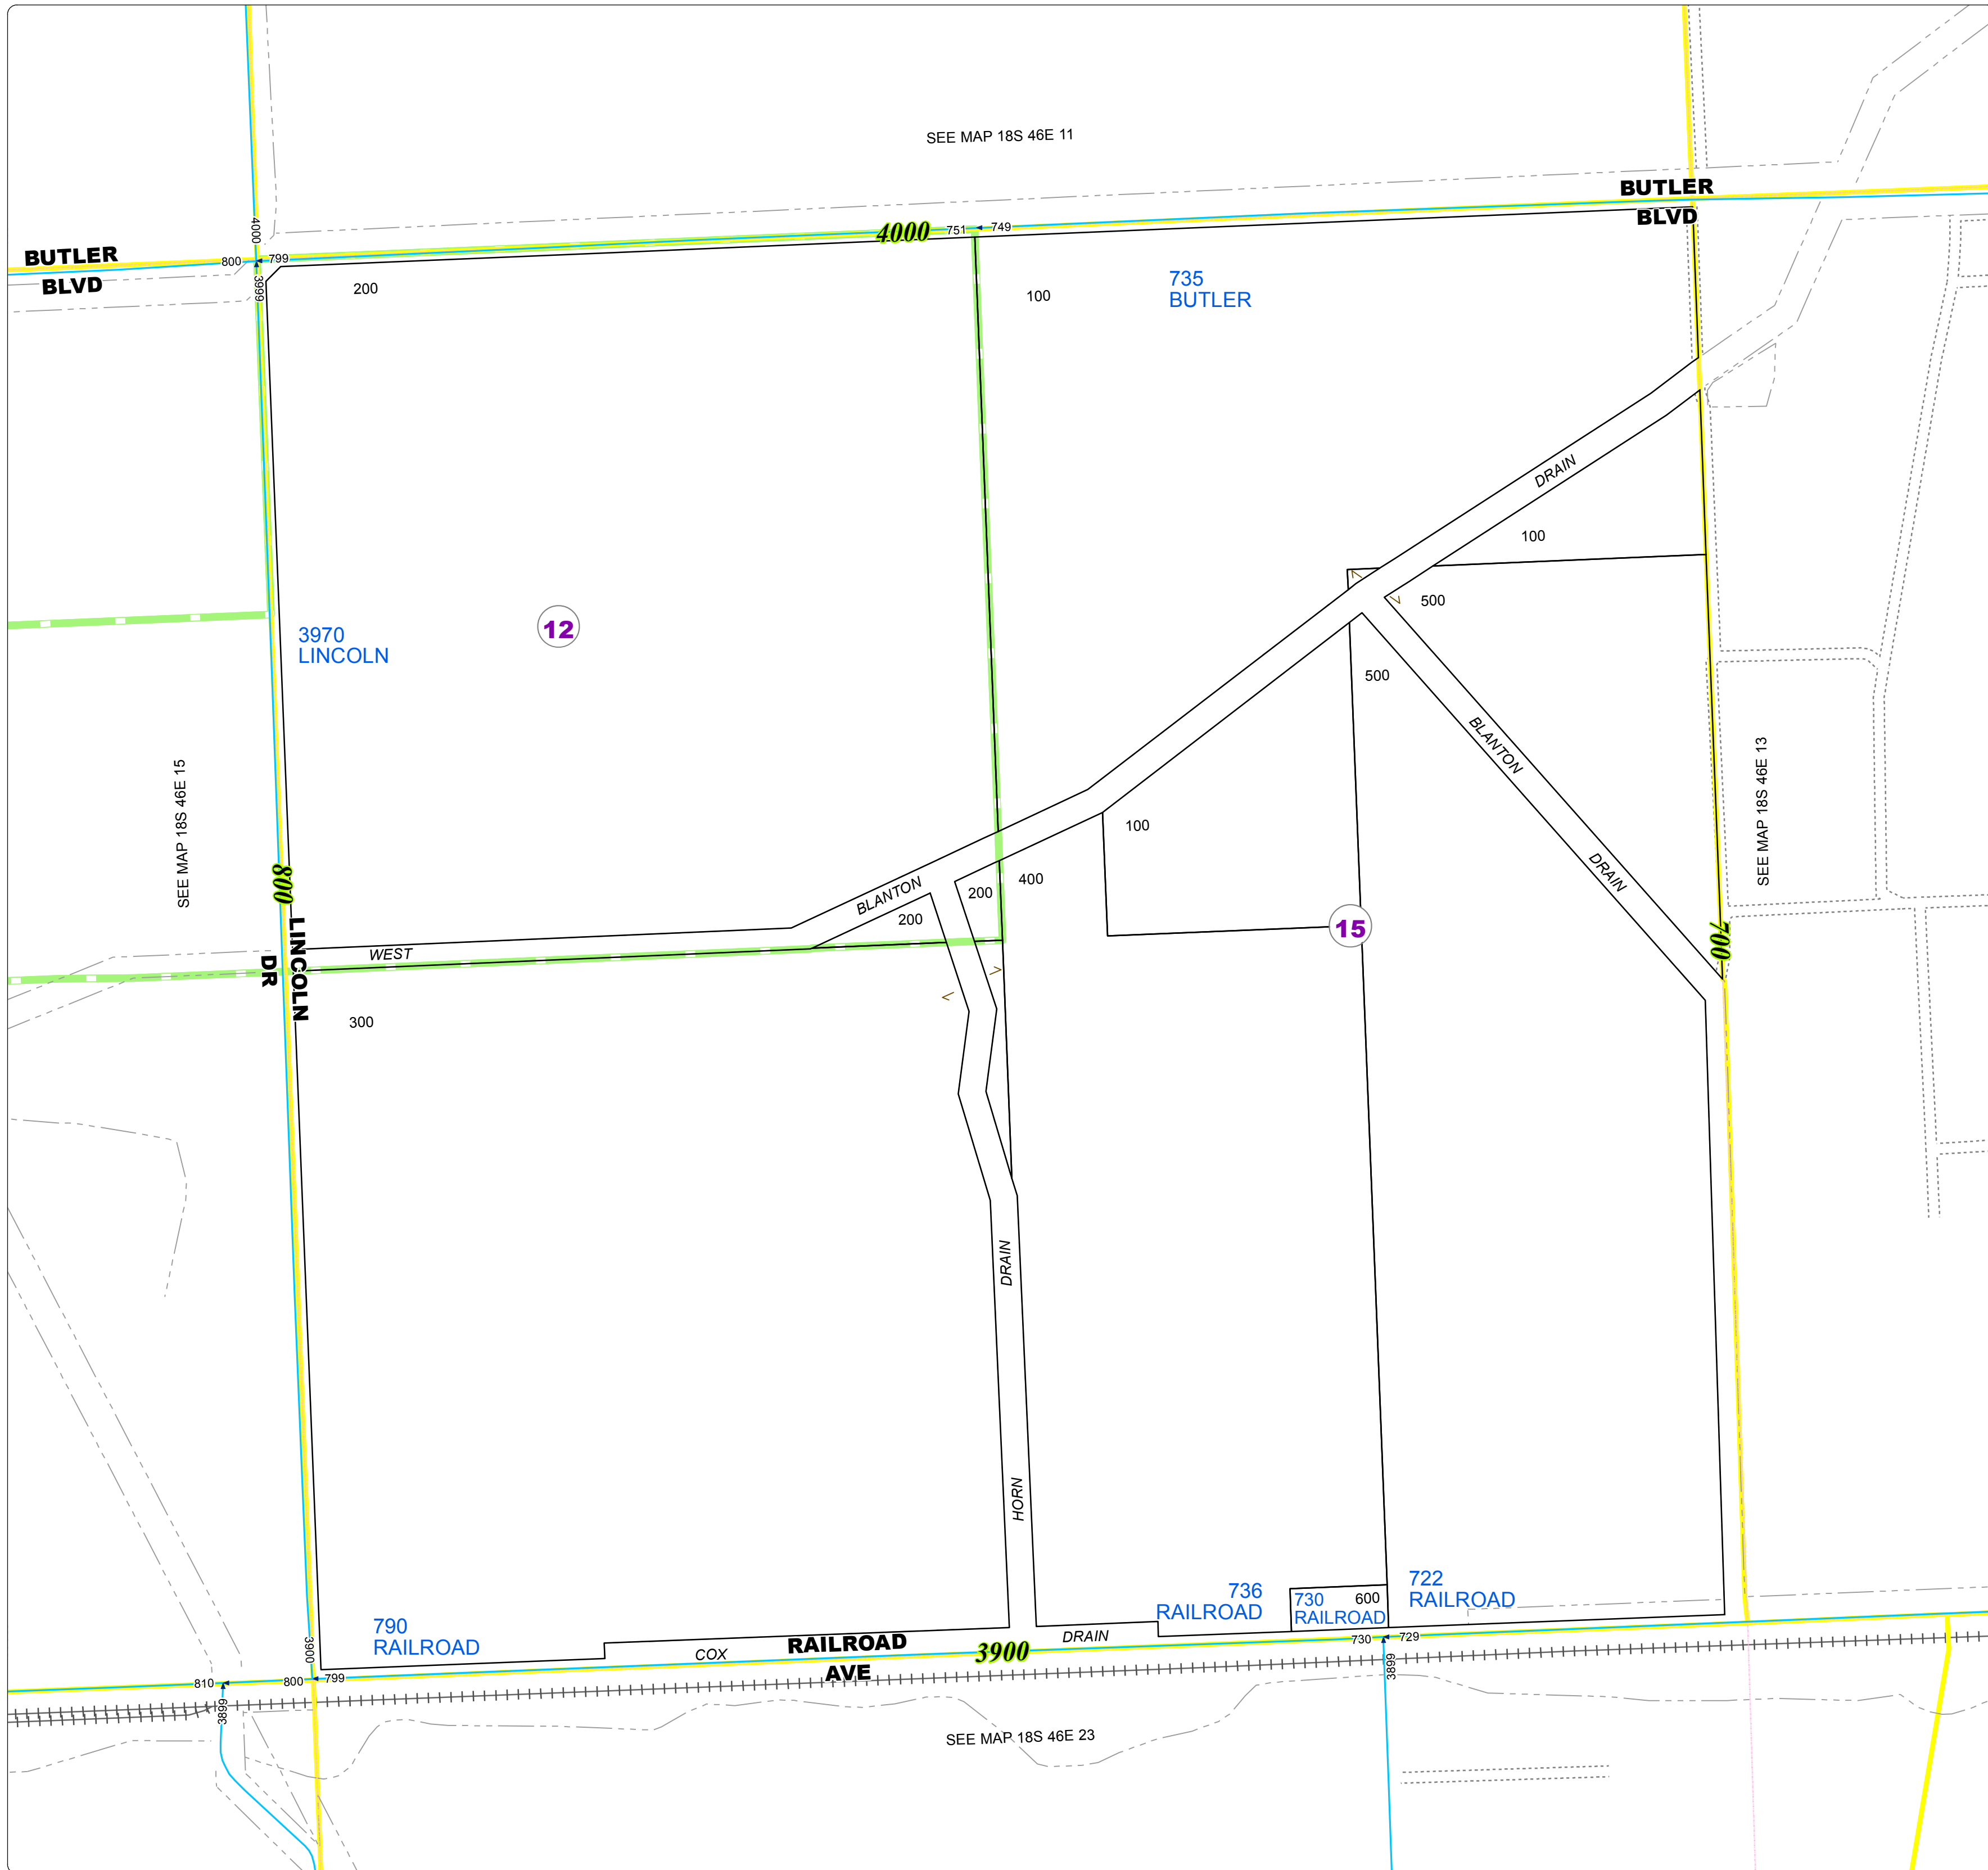 SEE MAP 18S 46E 11
BUTLER
BLVD
BUTLER
BLVD
4000
4000
751
749
800
799
3999
200
100
735
BUTLER
DRAIN
100
500
500
3970
LINCOLN
12
BLANTON
SEE MAP 18S 46E 15
SEE MAP 18S 46E 13
100
800
400
200
BLANTON
200
DRAIN
15
700
LINCOLN
DR
WEST
300
DRAIN
HORN
722
RAILROAD
736
RAILROAD
730
RAILROAD
600
790
RAILROAD
3900
COX
RAILROAD
AVE
3900
DRAIN
730
729
3899
810
800
799
3899
SEE MAP 18S 46E 23